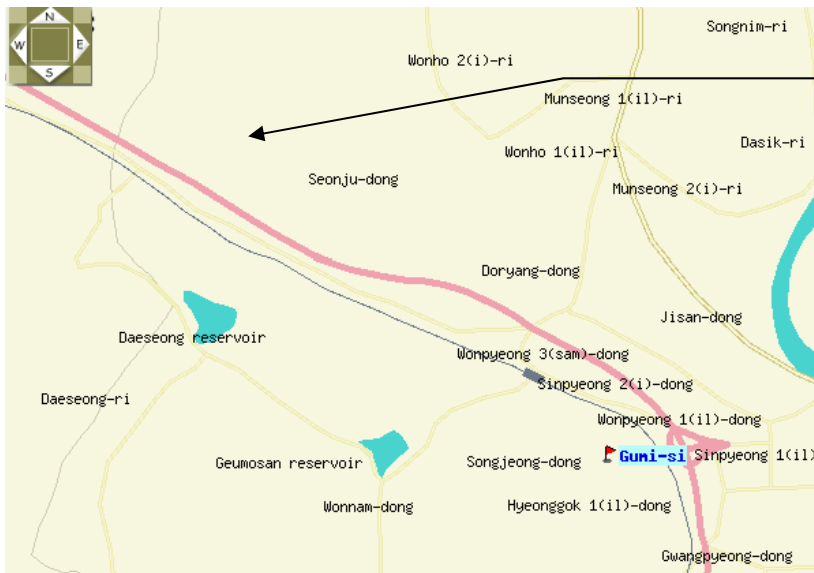 N
W E
S
Songnim-ri
Wonho 2(i)-ri
Munseong 1(il)-ri
Dasik-ri
Wonho 1(il)-ri
Seonju-dong
Munseong 2(i)-ri
Doryang-dong
Jisan-dong
Daeseong reservoir
Wonpyeong 3(sam)-dong
Sinpyeong 2(i)-dong
Daeseong-ri
Wonpyeong 1(il)-dong
Gumi-si
Sinpyeong 1(il)
Geumosan reservoir
Songjeong-dong
Wonnam-dong
Hyeonggok 1(il)-dong
Gwangpyeong-dong